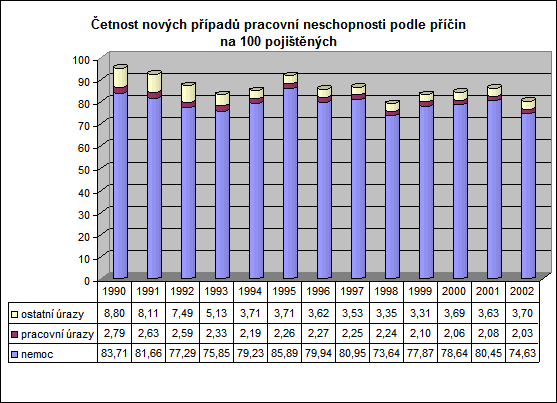 Četnost nových případů pracovní neschopnosti podle příčin
na 100 pojištěných
100
90
80
70
60
50
40
30
20
10
0
1990 1991 1992 1993 1994 1995 1996 1997 1998 1999 2000 2001 2002
ostatní úrazy 8,80 8,11 7,49 5,13 3,71 3,71 3,62 3,53 3,35 3,31 3,69 3,63 3,70
pracovní úrazy 2,79 2,63 2,59 2,33 2,19 2,26 2,27 2,25 2,24 2,10 2,06 2,08 2,03
nemoc 83,71 81,66 77,29 75,85 79,23 85,89 79,94 80,95 73,64 77,87 78,64 80,45 74,63